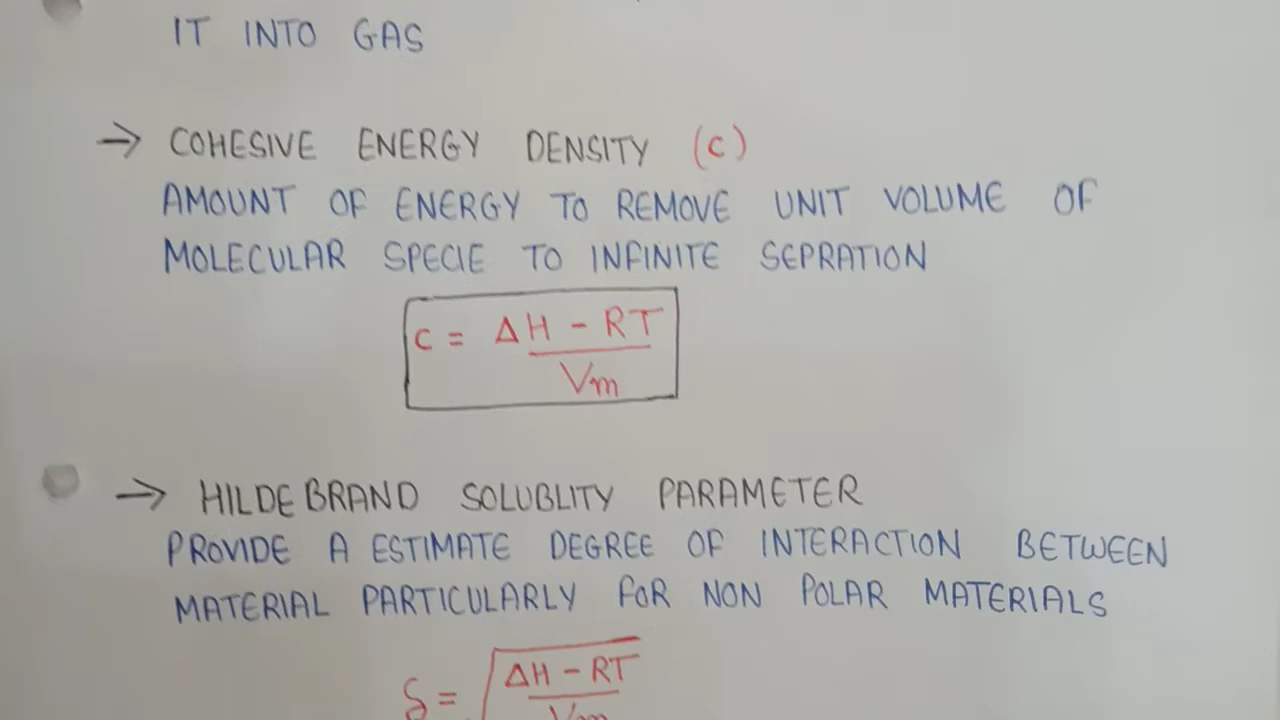 IT INTO GAS
→ COHESIVE ENERGY DENSITY (C)
AMOUNT OF ENERGY TO REMOVE UNIT VOLUME OF
MOLECULAR SPECIE TO INFINITE SEPRATION
C = ΔH - RT
Vm
→ HILDEBRAND SOLUBLITY PARAMETER
PROVIDE A ESTIMATE DEGREE OF INTERACTION BETWEEN
MATERIAL PARTICULARLY FOR NON POLAR MATERIALS
δ = √ΔH - RT
Vm